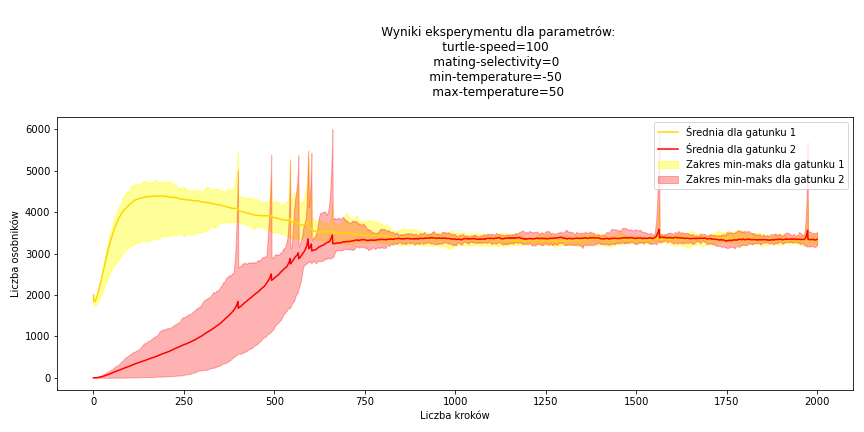 Wyniki eksperymentu dla parametrów:
turtle-speed=100
mating-selectivity=0
min-temperature=-50
max-temperature=50
6000
5000
4000
3000
2000
1000
0
Liczba osobników
Średnia dla gatunku 1
Średnia dla gatunku 2
Zakres min-maks dla gatunku 1
Zakres min-maks dla gatunku 2
0 250 500 750 1000 1250 1500 1750 2000
Liczba kroków